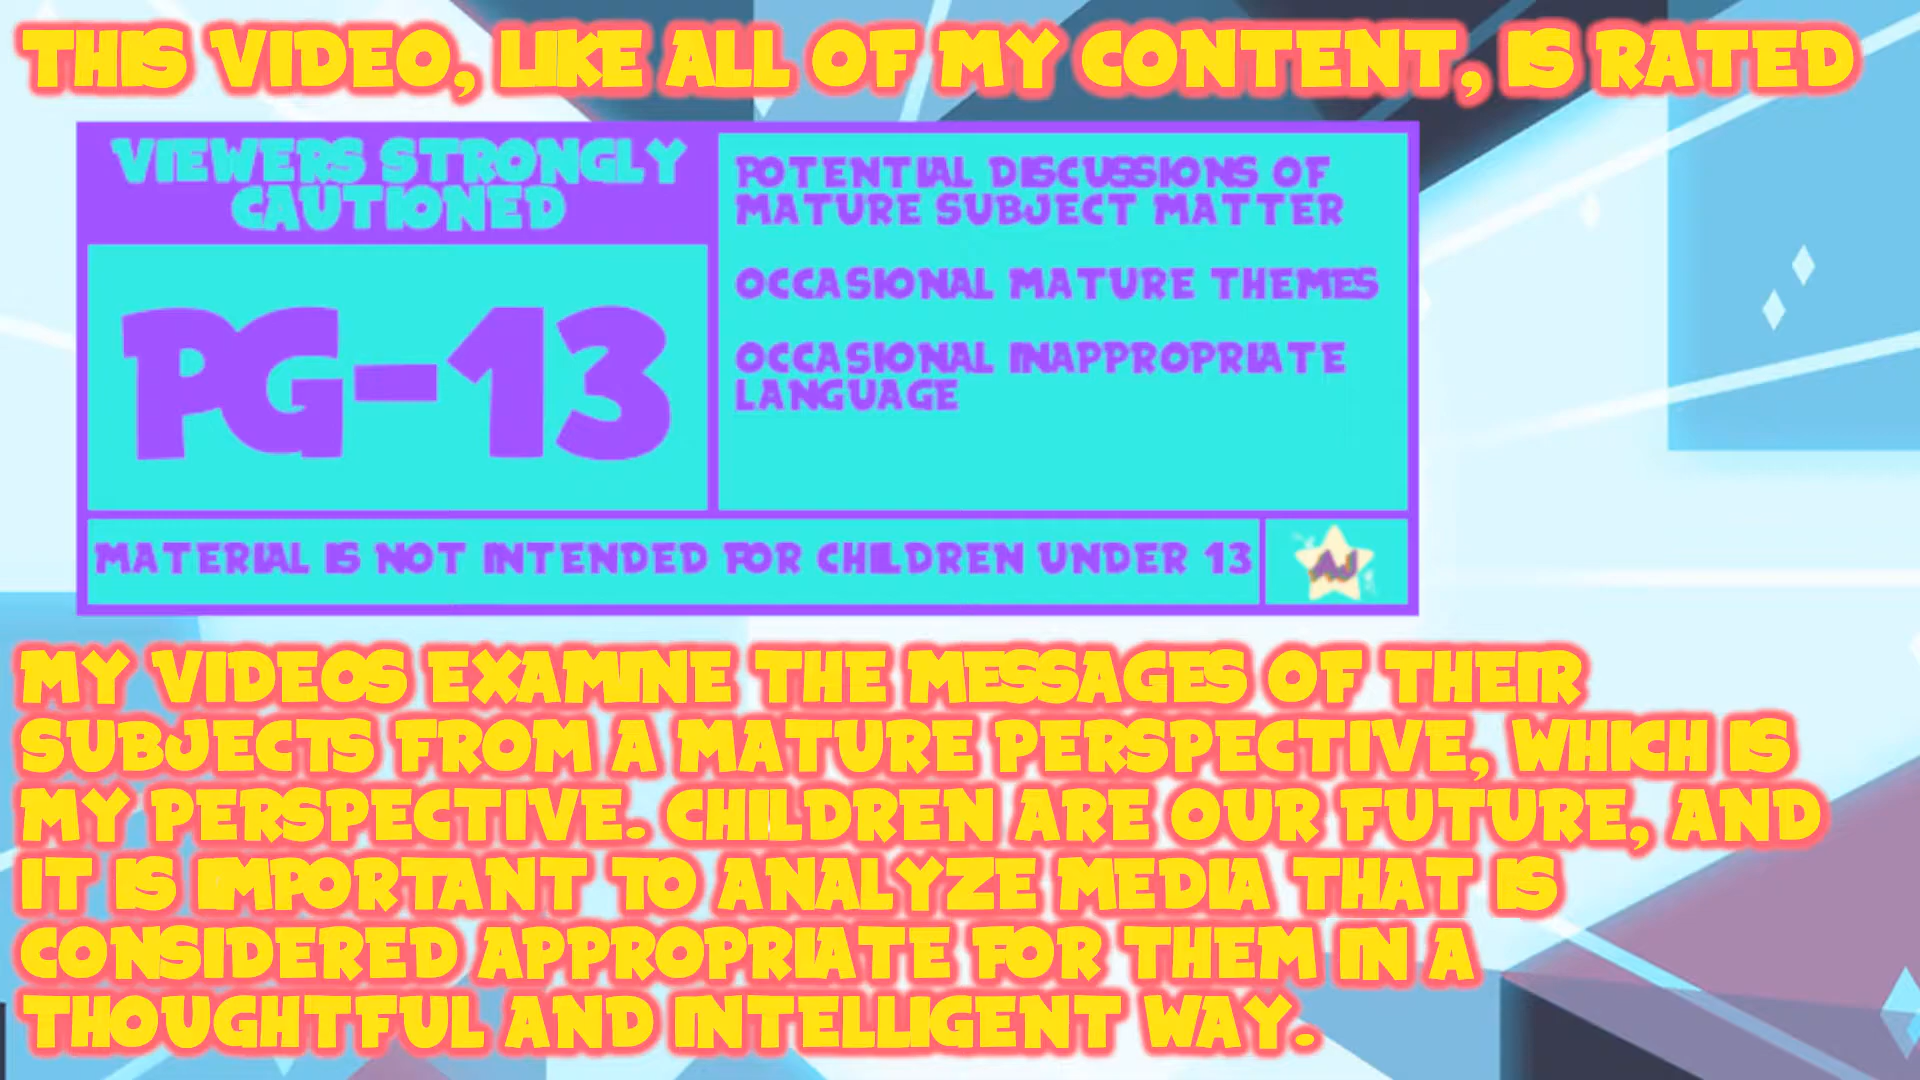 THIS VIDEO, LIKE ALL OF MY CONTENT, IS RATED
VIEWERS STRONGLY
CAUTIONED
PG-13
POTENTIAL DISCUSSIONS OF
MATURE SUBJECT MATTER
OCCASIONAL MATURE THEMES
OCCASIONAL INAPPROPRIATE
LANGUAGE
MATERIAL IS NOT INTENDED FOR CHILDREN UNDER 13
AJ
MY VIDEOS EXAMINE THE MESSAGES OF THEIR
SUBJECTS FROM A MATURE PERSPECTIVE, WHICH IS
MY PERSPECTIVE. CHILDREN ARE OUR FUTURE, AND
IT IS IMPORTANT TO ANALYZE MEDIA THAT IS
CONSIDERED APPROPRIATE FOR THEM IN A
THOUGHTFUL AND INTELLIGENT WAY.